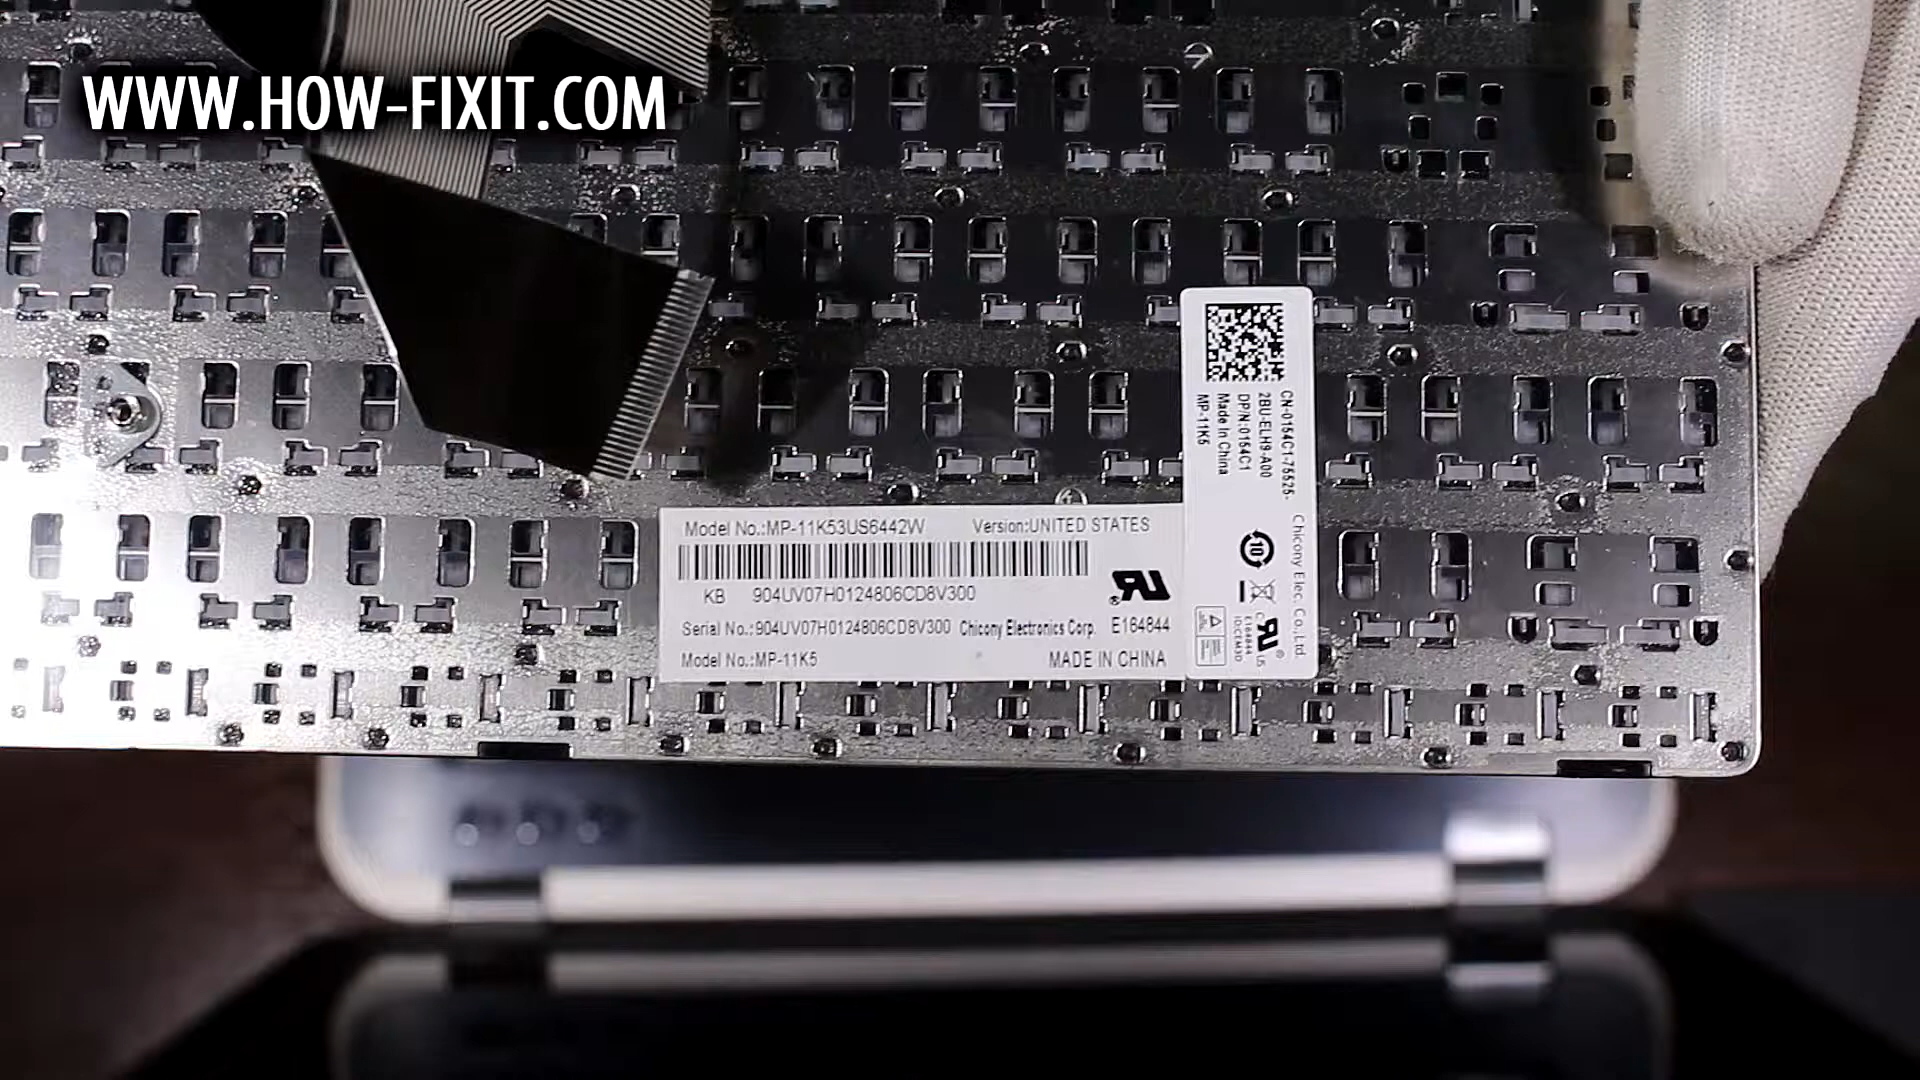 WWW.HOW-FIXIT.COM
Model No.:MP-11K53US6442W Version:UNITED STATES
KB 904UV07H0124806CD8V300
Serial No.:904UV07H0124806CD8V300 Chicony Electronics Corp. E164844
Model No.:MP-11K5 MADE IN CHINA
CN-0154C1-75525-
2BU-ELH9-A00
DP/N:0154C1
Made In China
MP-11K5
10
Chicony Elec. Co.,Ltd.